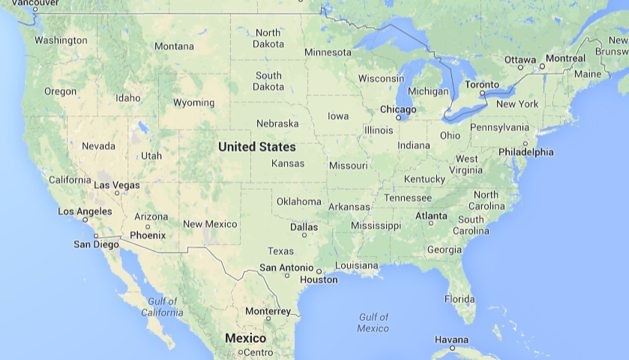 Vancouver
Washington
Montana
North
Dakota
Minnesota
Ottawa
Montreal
New
Brunsw
Maine
Oregon
Idaho
Wyoming
South
Dakota
Wisconsin
Michigan
Toronto
New York
Chicago
Iowa
Nebraska
Illinois
Indiana
Ohio
Pennsylvania
Philadelphia
Nevada
Utah
United States
Kansas
Missouri
West
Virginia
Kentucky
California
Las Vegas
Oklahoma
Arkansas
Tennessee
North
Carolina
Los Angeles
Arizona
Phoenix
New Mexico
Dallas
Mississippi
Atlanta
South
Carolina
San Diego
Texas
Georgia
San Antonio
Houston
Louisiana
Florida
Gulf of
California
Monterrey
Gulf of
Mexico
Mexico
Centro
Havana